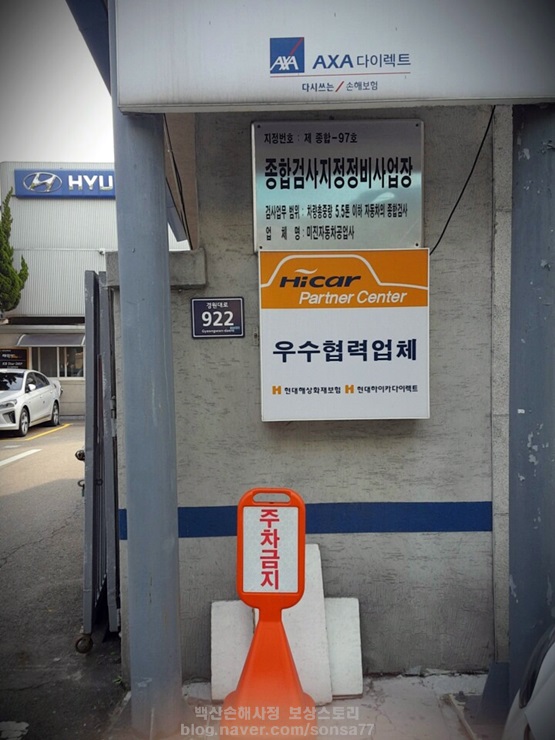 AXA AXA 다이렉트
다시쓰는 / 손해보험
지정번호 : 제 종합-97호
종합검사지정정비사업장
검사업무 범위 : 차량총중량 5.5톤 이하 자동차의 종합검사
업 체 명 : 미진자동차공업사
HYU
Hicar
Partner Center
경원대로
922
우수협력업체
현대해상화재보험 현대하이카다이렉트
주차금지
백산손해사정 보상스토리
blog.naver.com/sonsa77